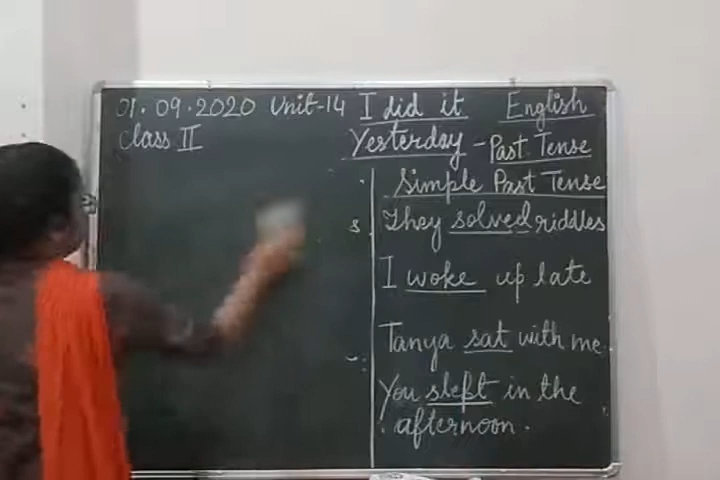 01.09.2020 Unit-14 I did it English
Class II Yesterday - Past Tense
Simple Past Tense
They solved riddles
I woke up late
Tanya sat with me.
You slept in the
afternoon.